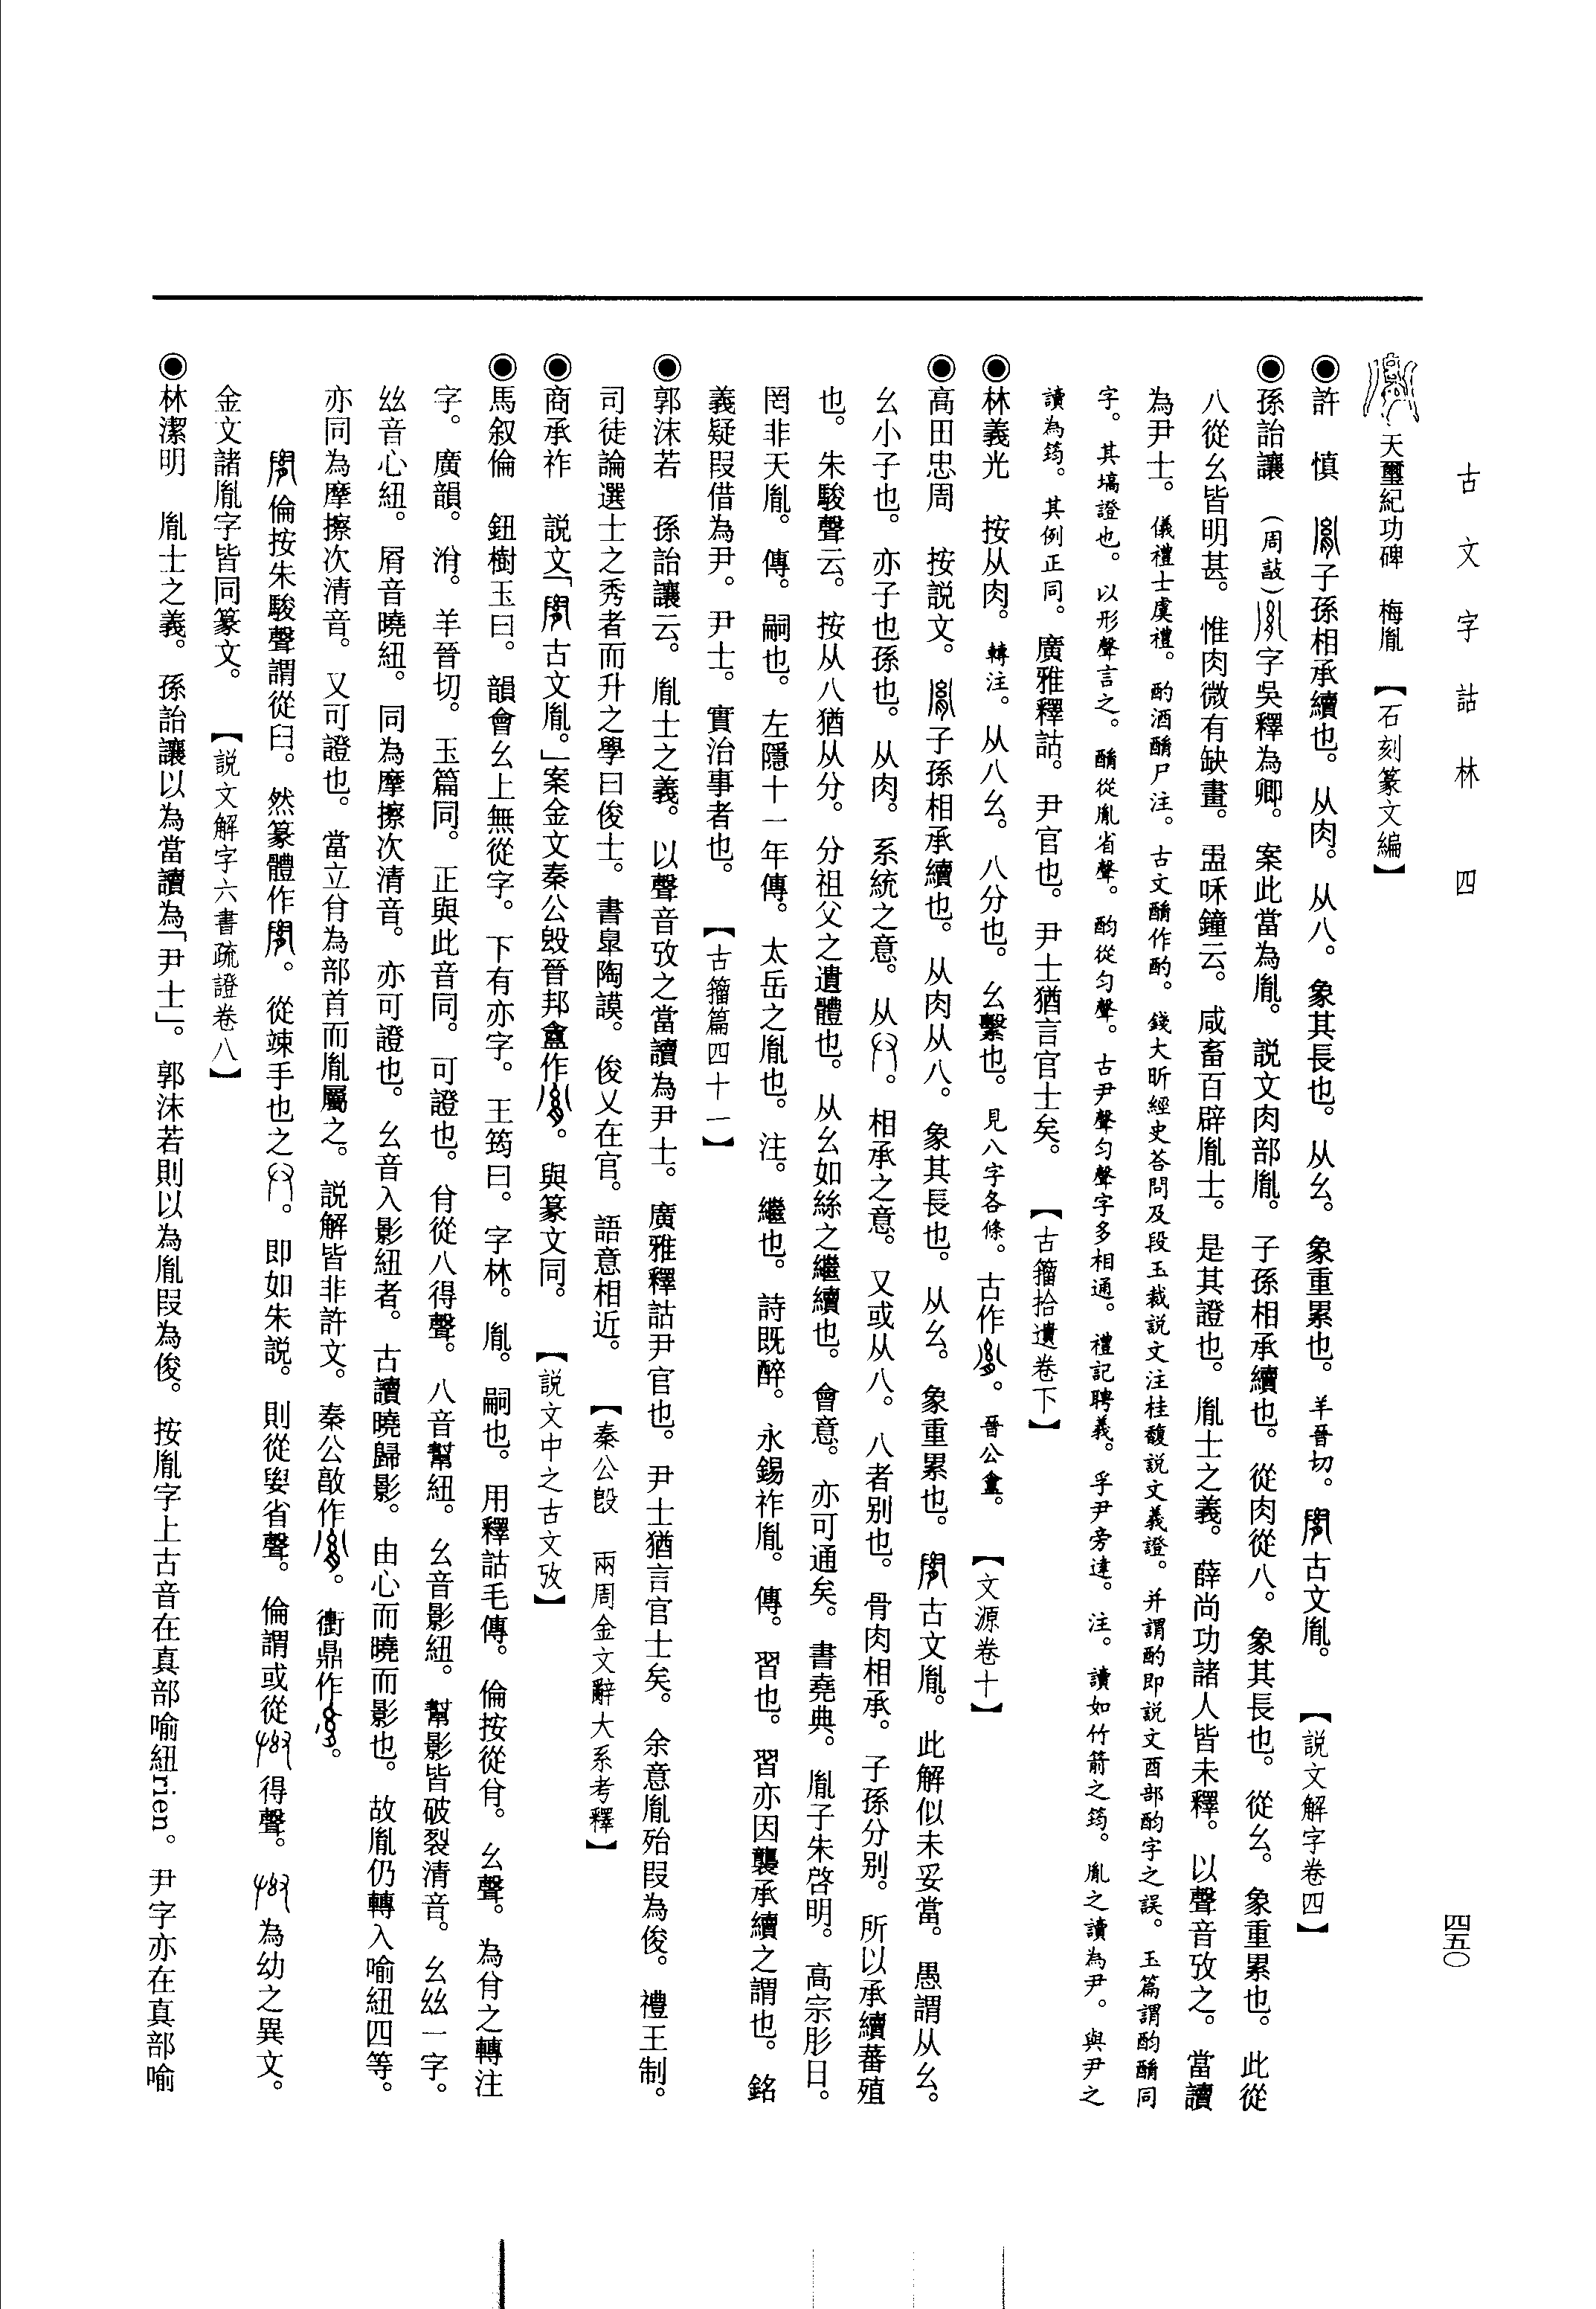 古文字詁林 四
四五〇
天璽紀功碑 梅胤 【石刻篆文編】
◉許 慎 子孫相承續也。从肉。从八。象其長也。从幺。象重累也。羊晉切。古文胤。 【說文解字卷四】
◉孫詒讓 (周敲)字吳釋為卿。案此當為胤。說文肉部胤。子孫相承續也。從肉從八。象其長也。從幺。象重累也。此從
八從幺皆明甚。惟肉微有缺畫。盄咊鐘云。咸畜百辟胤士。是其證也。胤士之義。薛尚功諸人皆未釋。以聲音攷之。當讀
為尹士。儀禮士虞禮。酌酒酳尸注。古文酳作酌。錢大昕經史荅問及段玉裁說文注桂馥說文義證。并謂酌即說文酉部酳字之誤。玉篇謂酌酳同
字。其塙證也。以形聲言之。酳從胤省聲。酌從勻聲。古尹聲勻聲字多相通。禮記聘義。孚尹旁達。注。讀如竹箭之筠。胤之讀為尹。與尹之
讀為筠。其例正同。廣雅釋詁。尹官也。尹士猶言官士矣。 【古籀拾遺卷下】
◉林義光 按从肉。轉注。从八幺。八分也。幺繫也。見八字各條。古作。晉公盦。 【文源卷十】
◉高田忠周 按說文。子孫相承續也。从肉从八。象其長也。从幺。象重累也。古文胤。此解似未妥當。愚謂从幺。
幺小子也。亦子也孫也。从肉。系統之意。从。相承之意。又或从八。八者别也。骨肉相承。子孫分别。所以承續蕃殖
也。朱駿聲云。按从八猶从分。分祖父之遺體也。从幺如絲之繼續也。會意。亦可通矣。書堯典。胤子朱啓明。高宗肜日。
罔非天胤。傳。嗣也。左隱十一年傳。太岳之胤也。注。繼也。詩既醉。永錫祚胤。傳。習也。習亦因襲承續之謂也。銘
義疑叚借為尹。尹士。實治事者也。 【古籀篇四十一】
◉郭沫若 孫詒讓云。胤士之義。以聲音攷之當讀為尹士。廣雅釋詁尹官也。尹士猶言官士矣。余意胤殆叚為俊。禮王制。
司徒論選士之秀者而升之學曰俊士。書皐陶謨。俊乂在官。語意相近。 【秦公𣪘 兩周金文辭大系考釋】
◉商承祚 說文「古文胤。」案金文秦公𣪘晉邦盦作。與篆文同。 【說文中之古文攷】
◉馬叙倫 鈕樹玉曰。韻會幺上無從字。下有亦字。王筠曰。字林。胤。嗣也。用釋詁毛傳。倫按從㕣。幺聲。為㕣之轉注
字。廣韻。㳙。羊晉切。玉篇同。正與此音同。可證也。㕣從八得聲。八音幫紐。幺音影紐。幫影皆破裂清音。幺丝一字。
丝音心紐。屑音曉紐。同為摩擦次清音。亦可證也。幺音入影紐者。古讀曉歸影。由心而曉而影也。故胤仍轉入喻紐四等。
亦同為摩擦次清音。又可證也。當立㕣為部首而胤屬之。說解皆非許文。秦公敵作。衝鼎作。
倫按朱駿聲謂從𦥑。然篆體作。從竦手也之。即如朱說。則從𦥑省聲。倫謂或從得聲。為幼之異文。
金文諸胤字皆同篆文。 【說文解字六書疏證卷八】
◉林潔明 胤士之義。孫詒讓以為當讀為「尹士」。郭沫若則以為胤叚為俊。按胤字上古音在真部喻紐rien。尹字亦在真部喻